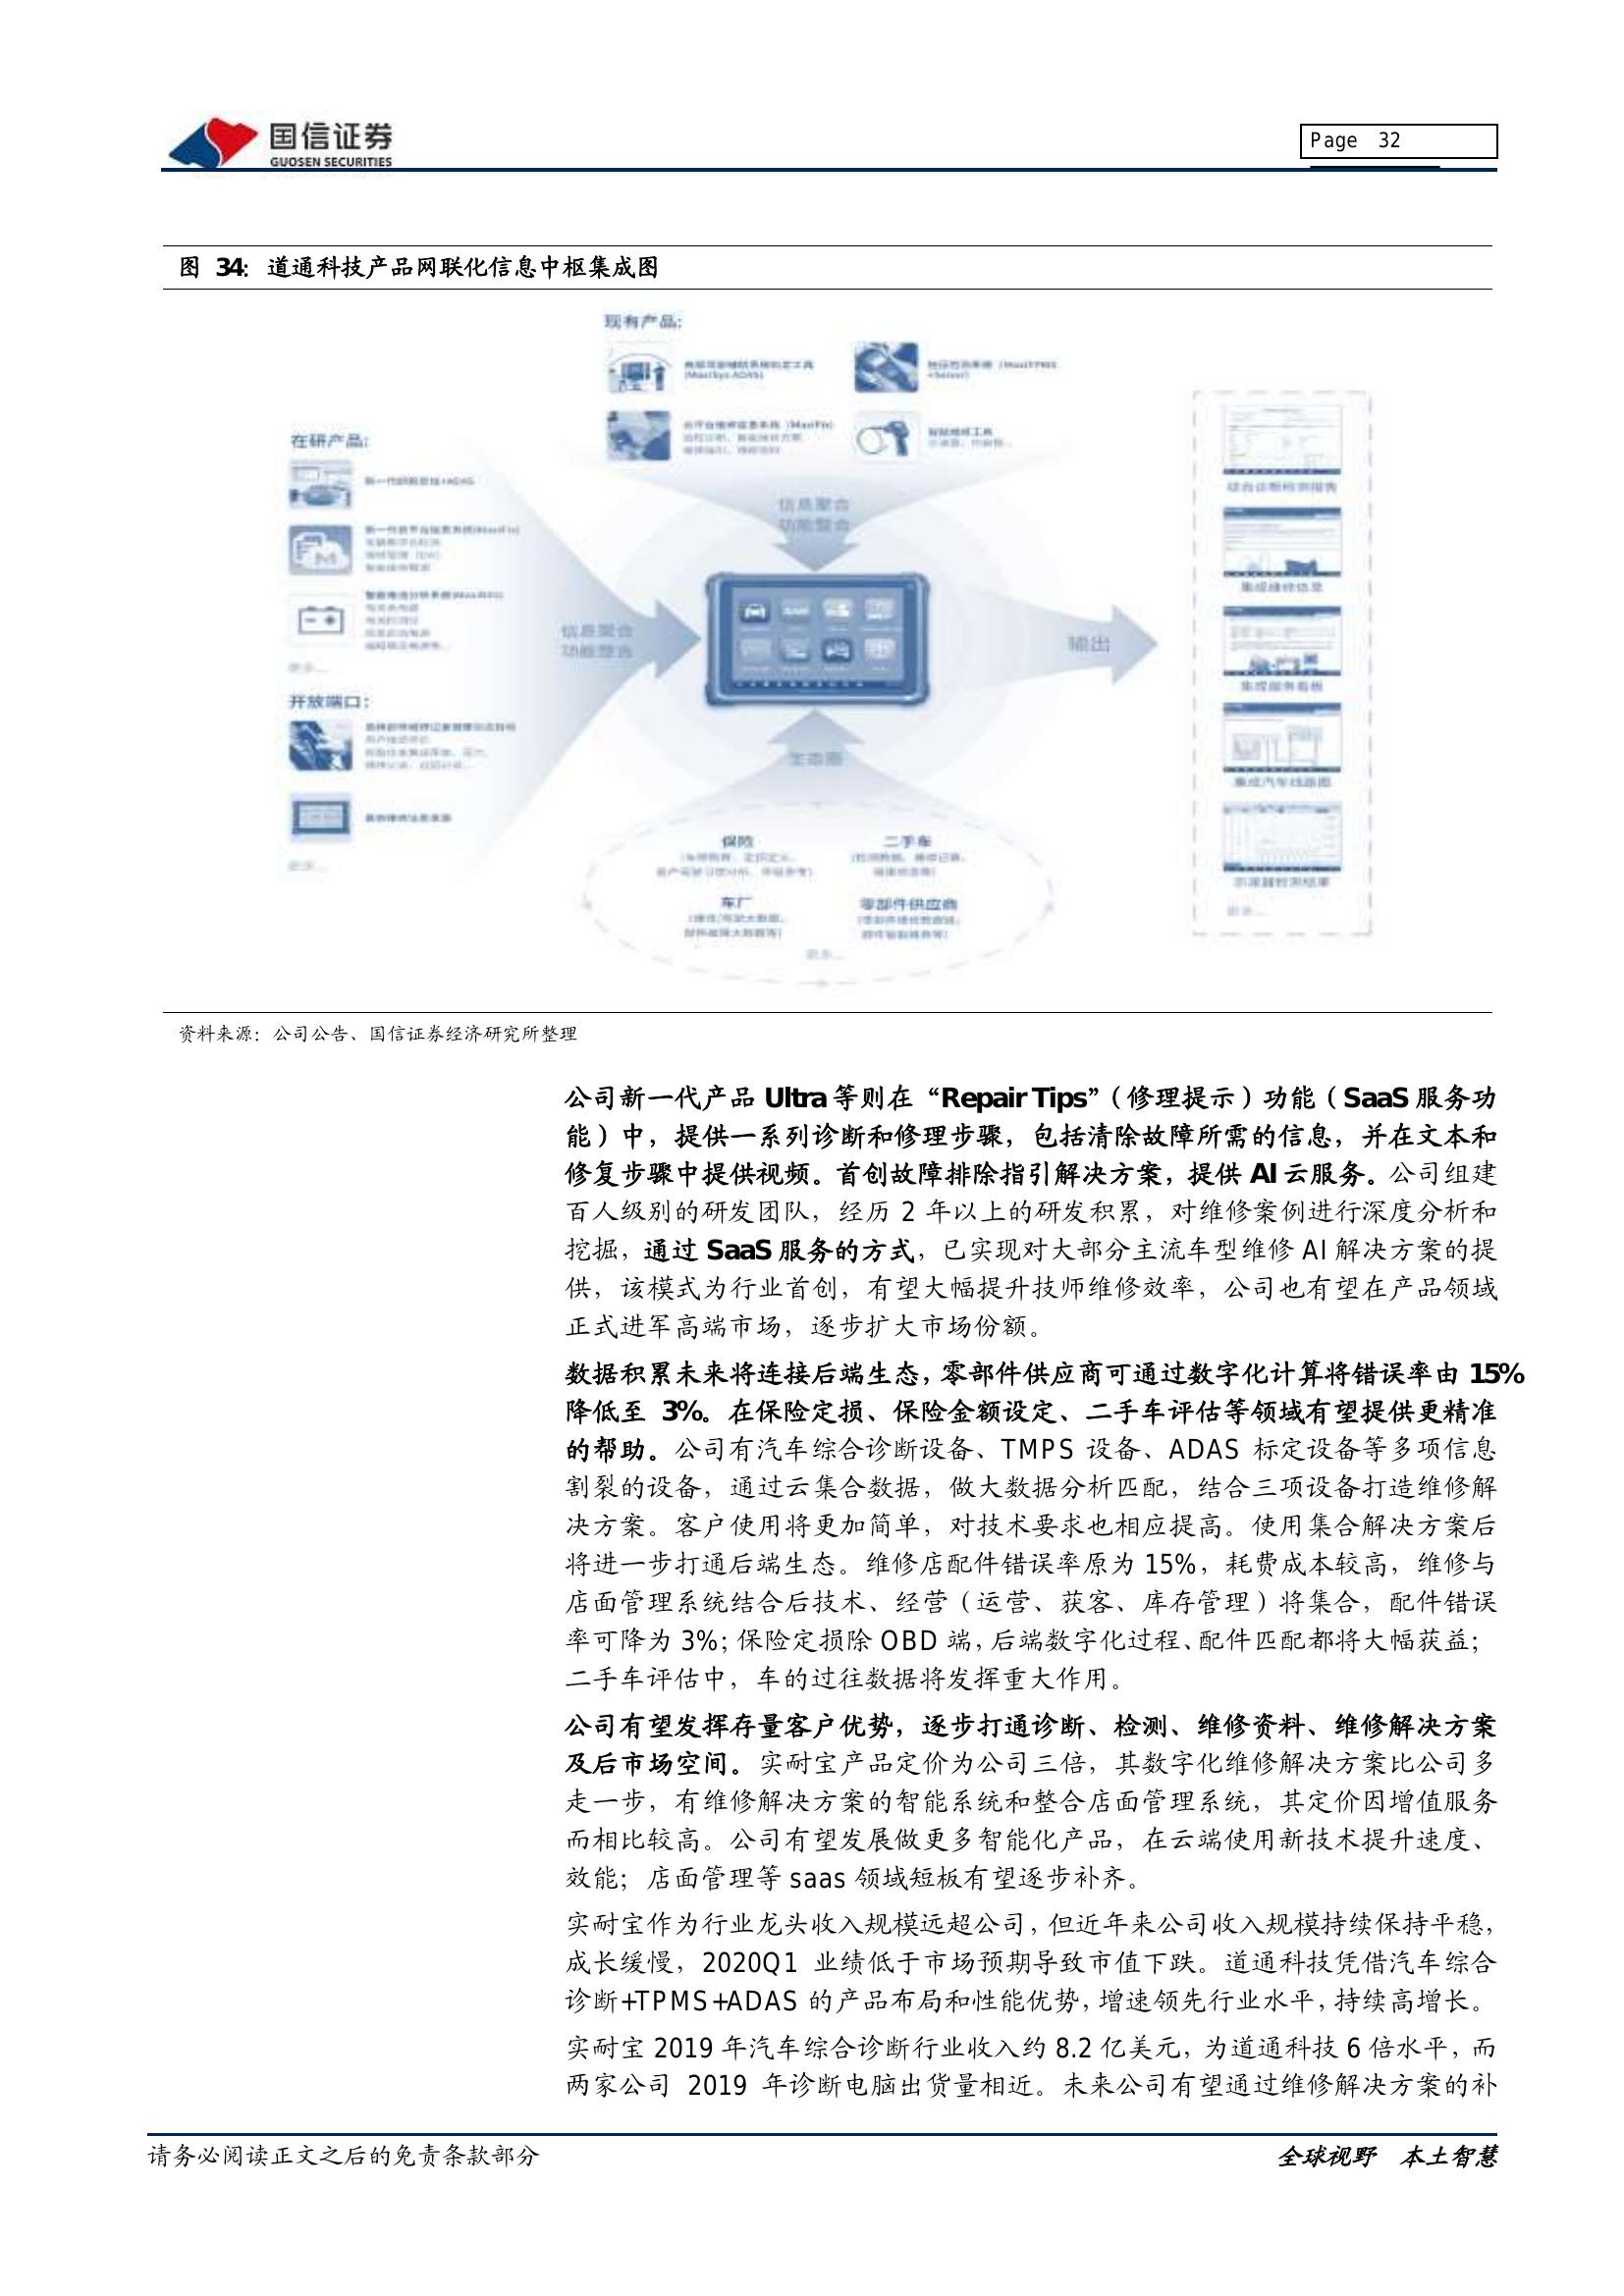 国信证券
GUOSEN SECURITIES
Page 32
图 34：道通科技产品网联化信息中枢集成图
现有产品：
(MaxiSys ADAS)
在研产品：
信息聚合
功能整合
信息聚合
功能整合
输出
开放端口：
生态圈
保险
二手车
车厂
零部件供应商
更多...
综合诊断检测报告
集成维修信息
集成服务看板
集成汽车线路图
示波器检测结果
资料来源：公司公告、国信证券经济研究所整理
公司新一代产品 Ultra 等则在“Repair Tips”（修理提示）功能（SaaS 服务功
能）中，提供一系列诊断和修理步骤，包括清除故障所需的信息，并在文本和
修复步骤中提供视频。首创故障排除指引解决方案，提供 AI 云服务。公司组建
百人级别的研发团队，经历 2 年以上的研发积累，对维修案例进行深度分析和
挖掘，通过 SaaS 服务的方式，已实现对大部分主流车型维修 AI 解决方案的提
供，该模式为行业首创，有望大幅提升技师维修效率，公司也有望在产品领域
正式进军高端市场，逐步扩大市场份额。
数据积累未来将连接后端生态，零部件供应商可通过数字化计算将错误率由 15%
降低至 3%。在保险定损、保险金额设定、二手车评估等领域有望提供更精准
的帮助。公司有汽车综合诊断设备、TMPS 设备、ADAS 标定设备等多项信息
割裂的设备，通过云集合数据，做大数据分析匹配，结合三项设备打造维修解
决方案。客户使用将更加简单，对技术要求也相应提高。使用集合解决方案后
将进一步打通后端生态。维修店配件错误率原为 15%，耗费成本较高，维修与
店面管理系统结合后技术、经营（运营、获客、库存管理）将集合，配件错误
率可降为 3%；保险定损除 OBD 端，后端数字化过程、配件匹配都将大幅获益；
二手车评估中，车的过往数据将发挥重大作用。
公司有望发挥存量客户优势，逐步打通诊断、检测、维修资料、维修解决方案
及后市场空间。实耐宝产品定价为公司三倍，其数字化维修解决方案比公司多
走一步，有维修解决方案的智能系统和整合店面管理系统，其定价因增值服务
而相比较高。公司有望发展做更多智能化产品，在云端使用新技术提升速度、
效能；店面管理等 saas 领域短板有望逐步补齐。
实耐宝作为行业龙头收入规模远超公司，但近年来公司收入规模持续保持平稳，
成长缓慢，2020Q1 业绩低于市场预期导致市值下跌。道通科技凭借汽车综合
诊断+TPMS+ADAS 的产品布局和性能优势，增速领先行业水平，持续高增长。
实耐宝 2019 年汽车综合诊断行业收入约 8.2 亿美元，为道通科技 6 倍水平，而
两家公司 2019 年诊断电脑出货量相近。未来公司有望通过维修解决方案的补
请务必阅读正文之后的免责条款部分
全球视野 本土智慧